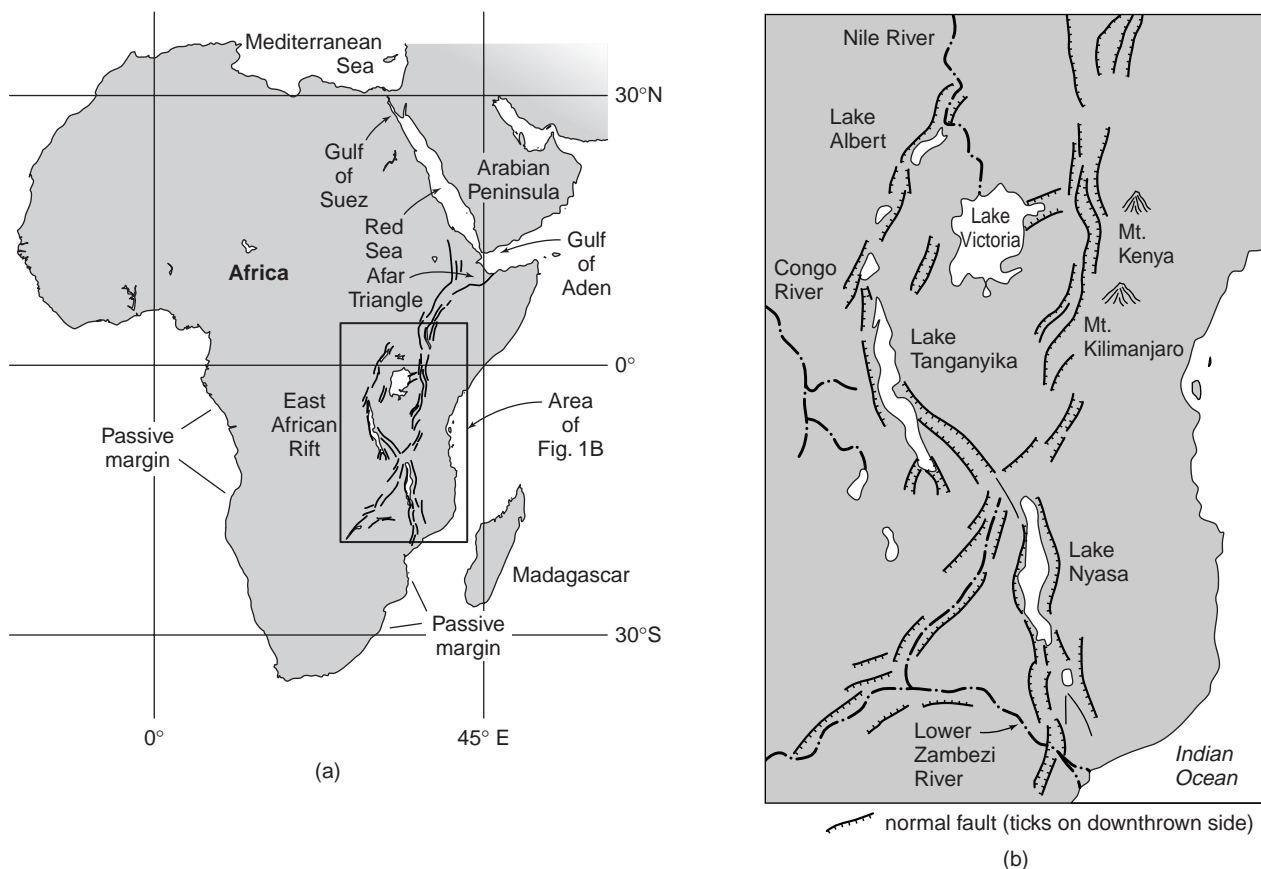 Mediterranean
Sea
30°N
Gulf
of
Suez
Arabian
Peninsula
Red
Sea
Gulf
of
Aden
Africa
Afar
Triangle
0°
East
African
Rift
Area
of
Fig. 1B
Passive
margin
Madagascar
Passive
margin
30°S
0°
45° E
(a)
Nile River
Lake
Albert
Lake
Victoria
Mt.
Kenya
Congo
River
Mt.
Kilimanjaro
Lake
Tanganyika
Lake
Nyasa
Lower
Zambezi
River
Indian
Ocean
normal fault (ticks on downthrown side)
(b)